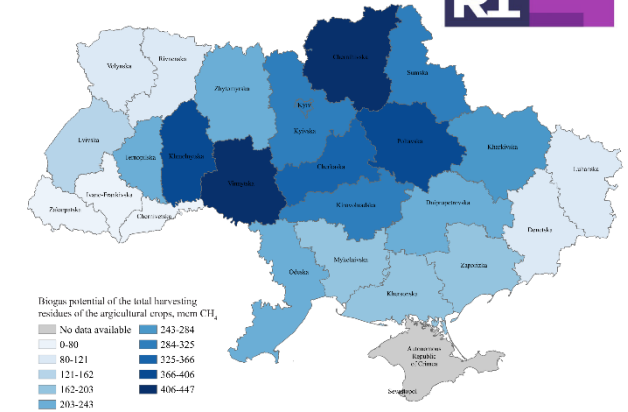 RI
Volynska
Rivnenska
Zhytomyrska
Chernihivska
Sumska
Kyiv
Kyivska
Lvivska
Ternopilska
Khmelnytska
Vinnytska
Cherkaska
Poltavska
Kharkivska
Luhanska
Zakarpatska
Ivano-Frankivska
Chernivetska
Kirovohradska
Dnipropetrovska
Donetska
Odeska
Mykolaivska
Khersonska
Zaporizka
Autonomous
Republic
of Crimea
Sevastopol
Biogas potential of the total harvesting
residues of the argicultural crops, mcm CH4
No data available
0-80
80-121
121-162
162-203
203-243
243-284
284-325
325-366
366-406
406-447